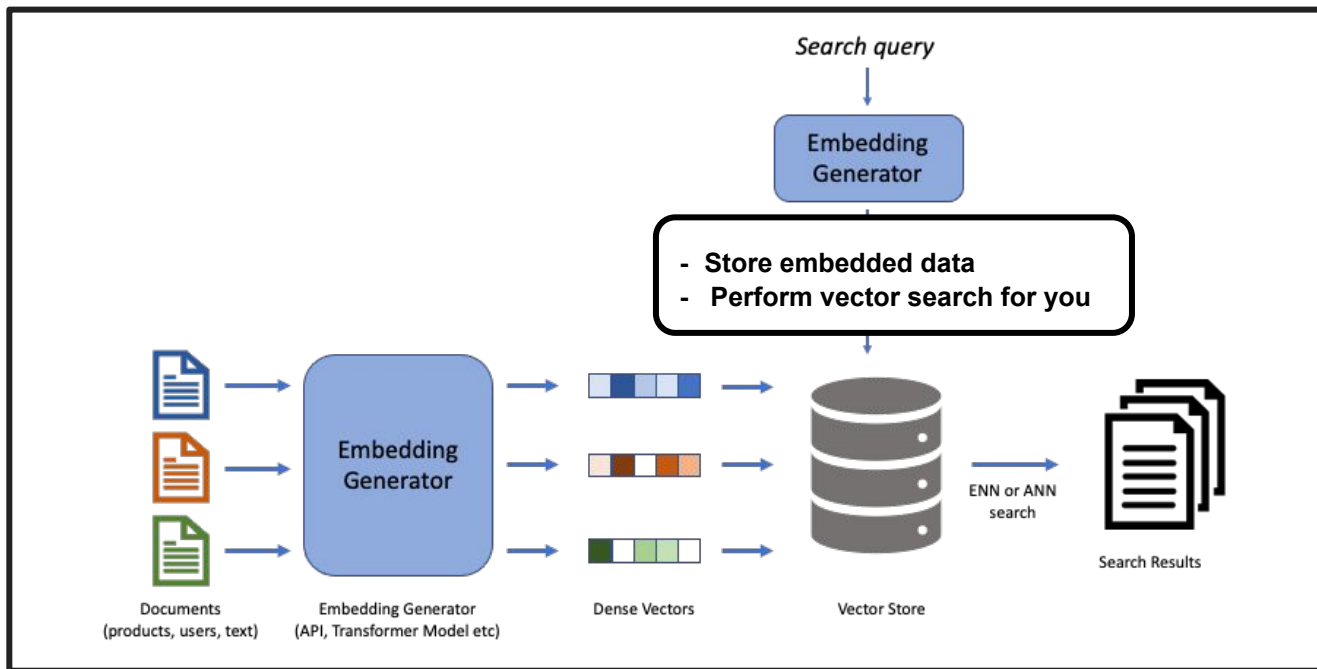 Search query
Embedding
Generator
- Store embedded data
- Perform vector search for you
Embedding
Generator
ENN or ANN
search
Search Results
Documents
(products, users, text)
Embedding Generator
(API, Transformer Model etc)
Dense Vectors
Vector Store